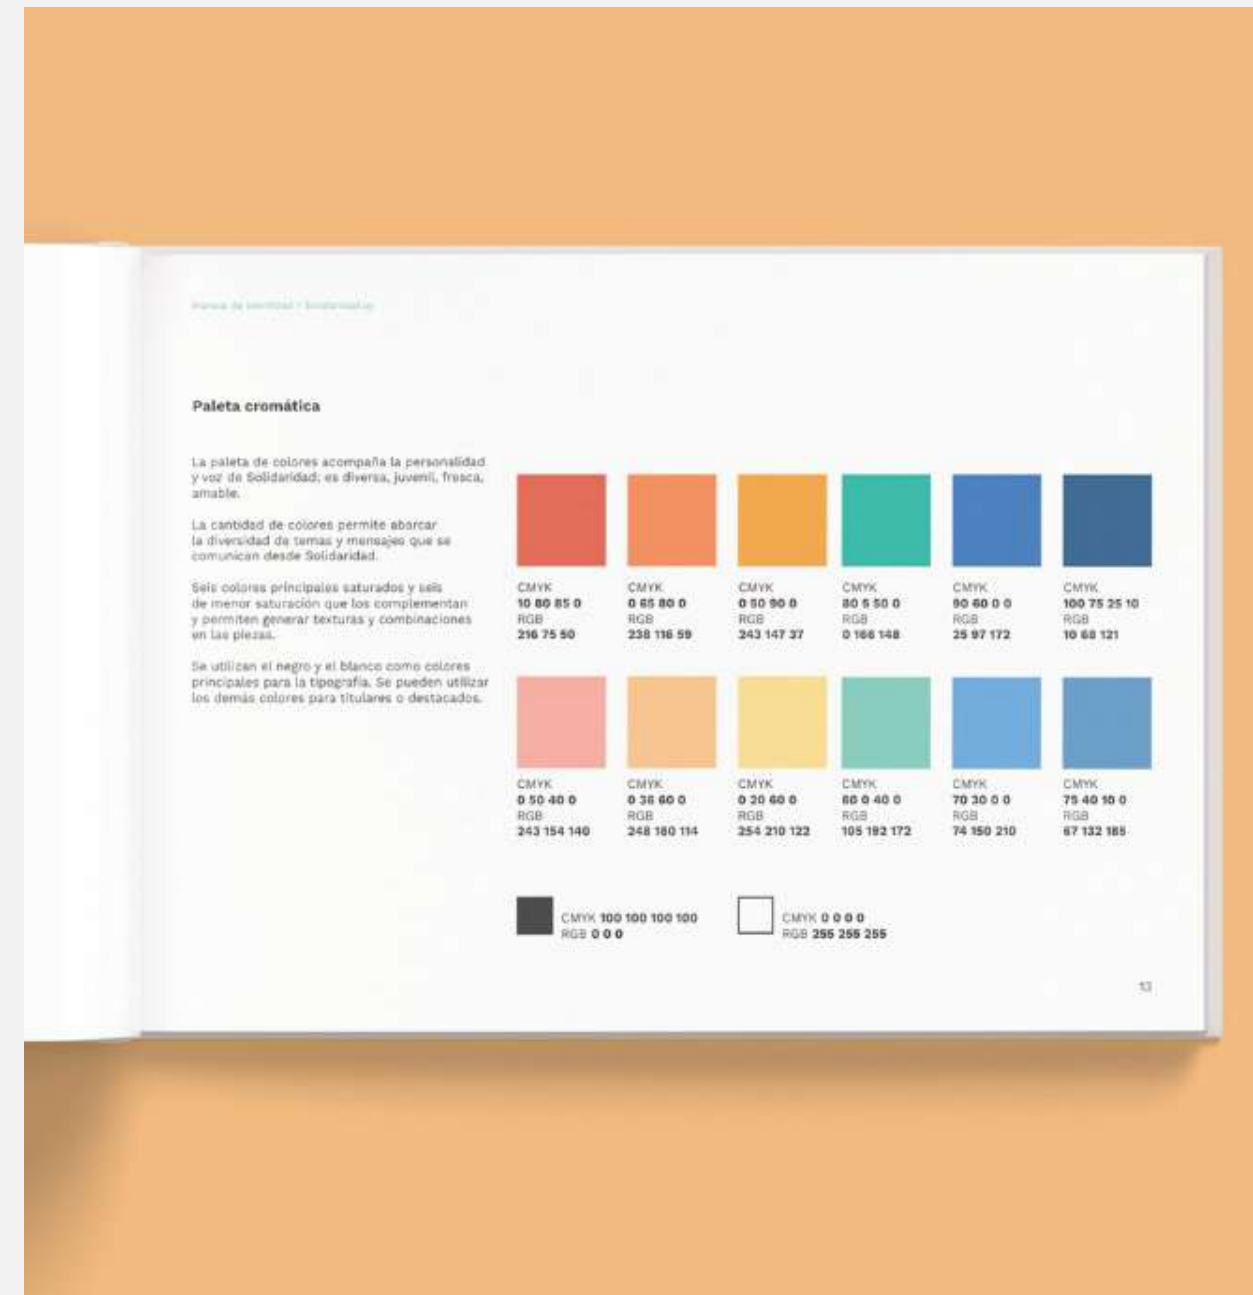 Paleta cromática
La paleta de colores acompaña la personalidad
y voz de Solidaridad; es diversa, juvenil, fresca,
amable.
La cantidad de colores permite abarcar
la diversidad de temas y mensajes que se
comunican desde Solidaridad.
Seis colores principales saturados y seis
de menor saturación que los complementan
y permiten generar texturas y combinaciones
en las piezas.
Se utilizan el negro y el blanco como colores
principales para la tipografía. Se pueden utilizar
los demás colores para titulares o destacados.
CMYK
10 80 85 0
RGB
216 75 50
CMYK
0 65 80 0
RGB
238 116 59
CMYK
0 50 90 0
RGB
243 147 37
CMYK
80 5 50 0
RGB
0 166 148
CMYK
90 60 0 0
RGB
25 97 172
CMYK
100 75 25 10
RGB
10 68 121
CMYK
0 50 40 0
RGB
243 154 140
CMYK
0 36 60 0
RGB
248 180 114
CMYK
0 20 60 0
RGB
254 210 122
CMYK
60 0 40 0
RGB
105 192 172
CMYK
70 30 0 0
RGB
74 150 210
CMYK
75 40 10 0
RGB
67 132 185
CMYK 100 100 100 100
RGB 0 0 0
CMYK 0 0 0 0
RGB 255 255 255
13